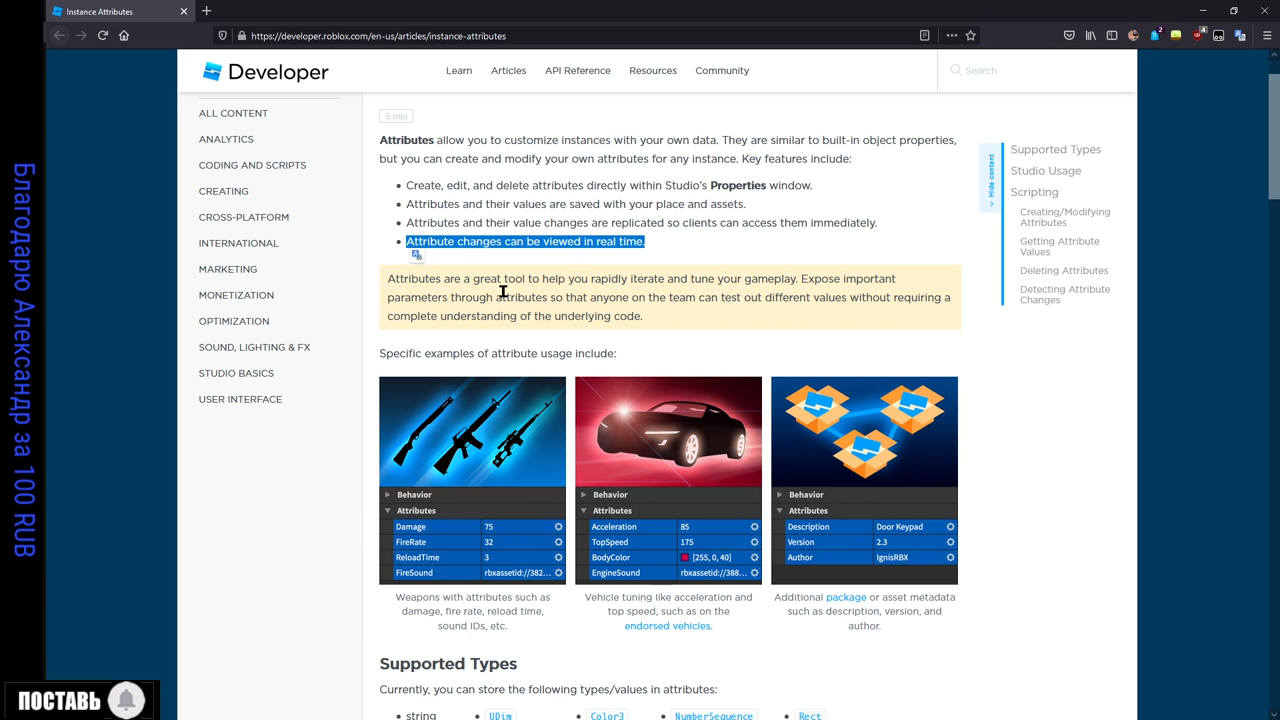 Instance Attributes
https://developer.roblox.com/en-us/articles/instance-attributes
Developer
Learn
Articles
API Reference
Resources
Community
Search
ALL CONTENT
ANALYTICS
CODING AND SCRIPTS
CREATING
CROSS-PLATFORM
INTERNATIONAL
MARKETING
MONETIZATION
OPTIMIZATION
SOUND, LIGHTING & FX
STUDIO BASICS
USER INTERFACE
5 min
Attributes allow you to customize instances with your own data. They are similar to built-in object properties,
but you can create and modify your own attributes for any instance. Key features include:
• Create, edit, and delete attributes directly within Studio's Properties window.
• Attributes and their values are saved with your place and assets.
• Attributes and their value changes are replicated so clients can access them immediately.
• Attribute changes can be viewed in real time.
Attributes are a great tool to help you rapidly iterate and tune your gameplay. Expose important
parameters through attributes so that anyone on the team can test out different values without requiring a
complete understanding of the underlying code.
Specific examples of attribute usage include:
Behavior
Attributes
Damage 75
FireRate 32
ReloadTime 3
FireSound rbxassetid://382...
Weapons with attributes such as
damage, fire rate, reload time,
sound IDs, etc.
Behavior
Attributes
Acceleration 85
TopSpeed 175
BodyColor [255, 0, 40]
EngineSound rbxassetid://388...
Vehicle tuning like acceleration and
top speed, such as on the
endorsed vehicles.
Behavior
Attributes
Description Door Keypad
Version 2.3
Author IgnisRBX
Additional package or asset metadata
such as description, version, and
author.
Supported Types
Currently, you can store the following types/values in attributes:
• string • UDim • Color3 • NumberSequence • Rect
Hide content
Supported Types
Studio Usage
Scripting
Creating/Modifying
Attributes
Getting Attribute
Values
Deleting Attributes
Detecting Attribute
Changes
Благодарю Александр за 100 RUB
ПОСТАВЬ